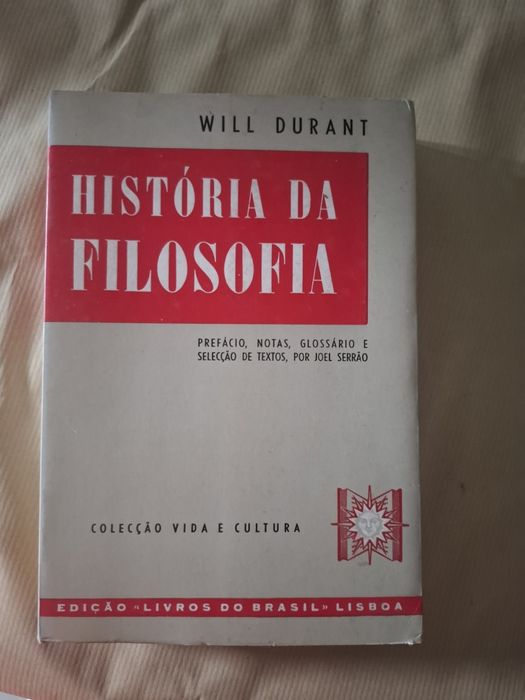 WILL DURANT
HISTÓRIA DA
FILOSOFIA
PREFÁCIO, NOTAS, GLOSSÁRIO E
SELECÇÃO DE TEXTOS, POR JOEL SERRÃO
COLECÇÃO VIDA E CULTURA
EDIÇÃO «LIVROS DO BRASIL» LISBOA